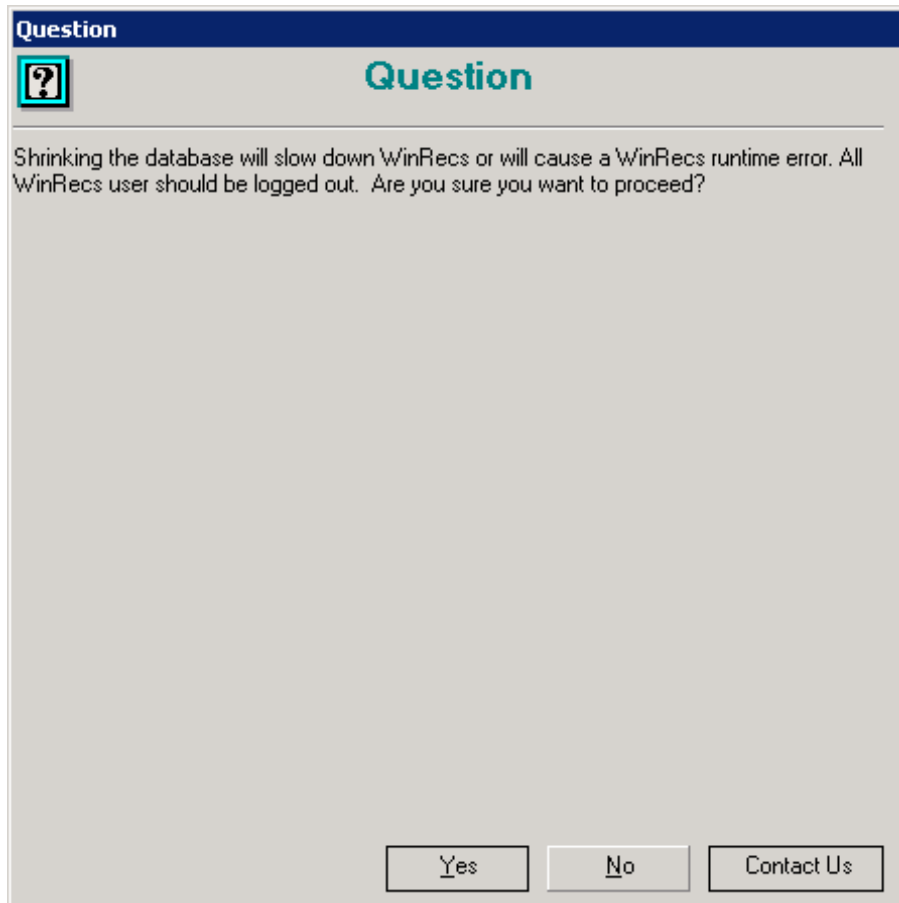 Question
Question
Shrinking the database will slow down WinRecs or will cause a WinRecs runtime error. All
WinRecs user should be logged out.  Are you sure you want to proceed?
Yes
No
Contact Us